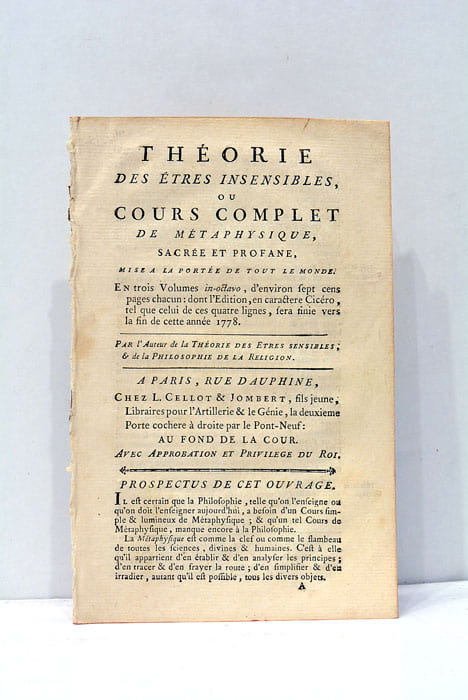 THÉORIE
DES ÉTRES INSENSIBLES,
OU
COURS COMPLET
DE MÉTAPHYSIQUE,
SACRÉE ET PROFANE,
MISE A LA PORTÉE DE TOUT LE MONDE.
EN trois Volumes in-octavo, d'environ ſept cens
pages chacun : dont l'Edition, en caractere Cicéro,
tel que celui de ces quatre lignes, ſera finie vers
la fin de cette année 1778.
PAR l'Auteur de la THÉORIE DES ETRES SENSIBLES,
& de la PHILOSOPHIE DE LA RELIGION.
A PARIS, RUE DAUPHINE,
CHEZ L. CELLOT & JOMBERT, fils jeune,
Libraires pour l'Artillerie & le Génie, la deuxieme
Porte cochere à droite par le Pont-Neuf :
AU FOND DE LA COUR.
AVEC APPROBATION ET PRIVILEGE DU ROI.
PROSPECTUS DE CET OUVRAGE.
IL est certain que la Philosophie, telle qu'on l'enseigne ou
qu'on doit l'enseigner aujourd'hui, a besoin d'un Cours sim-
ple & lumineux de Métaphysique ; & qu'un tel Cours de
Métaphysique, manque encore à la Philosophie.
La Métaphysique est comme la clef ou comme le flambeau
de toutes les sciences, divines & humaines. C'est à elle
qu'il appartient d'en établir & d'en analyser les principes ;
d'en tracer & d'en frayer la route ; d'en simplifier & d'en
irradier, autant qu'il est possible, tous les divers objets.
A